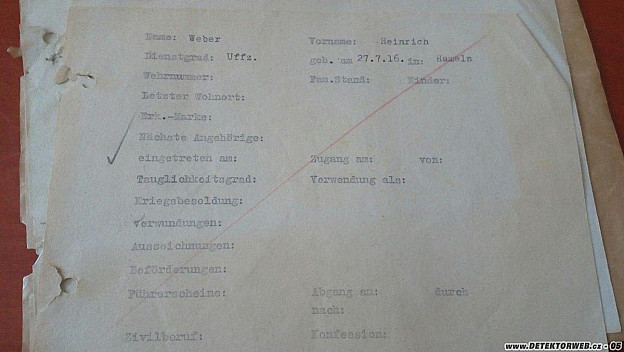 Name: Weber Vorname: Heinrich
Dienstgrad: Uffz. geb. am 27.7.16. in: Hameln
Wehrnummer: Fam.Stand: Kinder:
Letzter Wohnort:
Erk.-Marke:
Nächste Angehörige:
eingetreten am: Zugang am: von:
Tauglichkeitsgrad: Verwendung als:
Kriegsbesoldung:
Verwundungen:
Auszeichnungen:
Beförderungen:
Führerscheine: Abgang am: durch
nach:
Zivilberuf: Konfession:
www.DETEKTORWEB.cz - 05